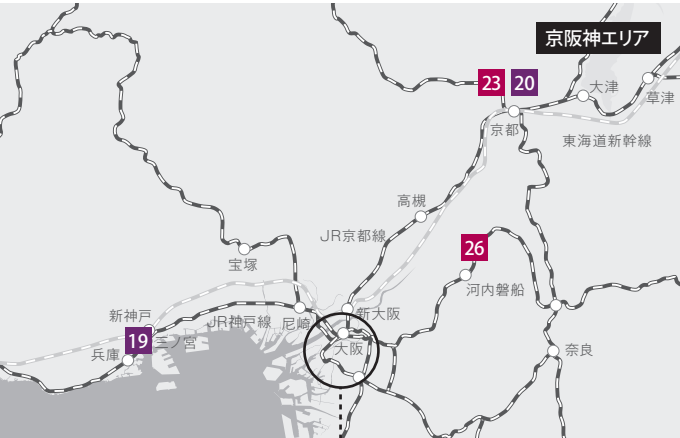 京阪神エリア
23
20
大津
草津
京都
東海道新幹線
高槻
JR京都線
26
宝塚
河内磐船
新神戸
JR神戸線
尼崎
新大阪
19
三ノ宮
兵庫
大阪
奈良